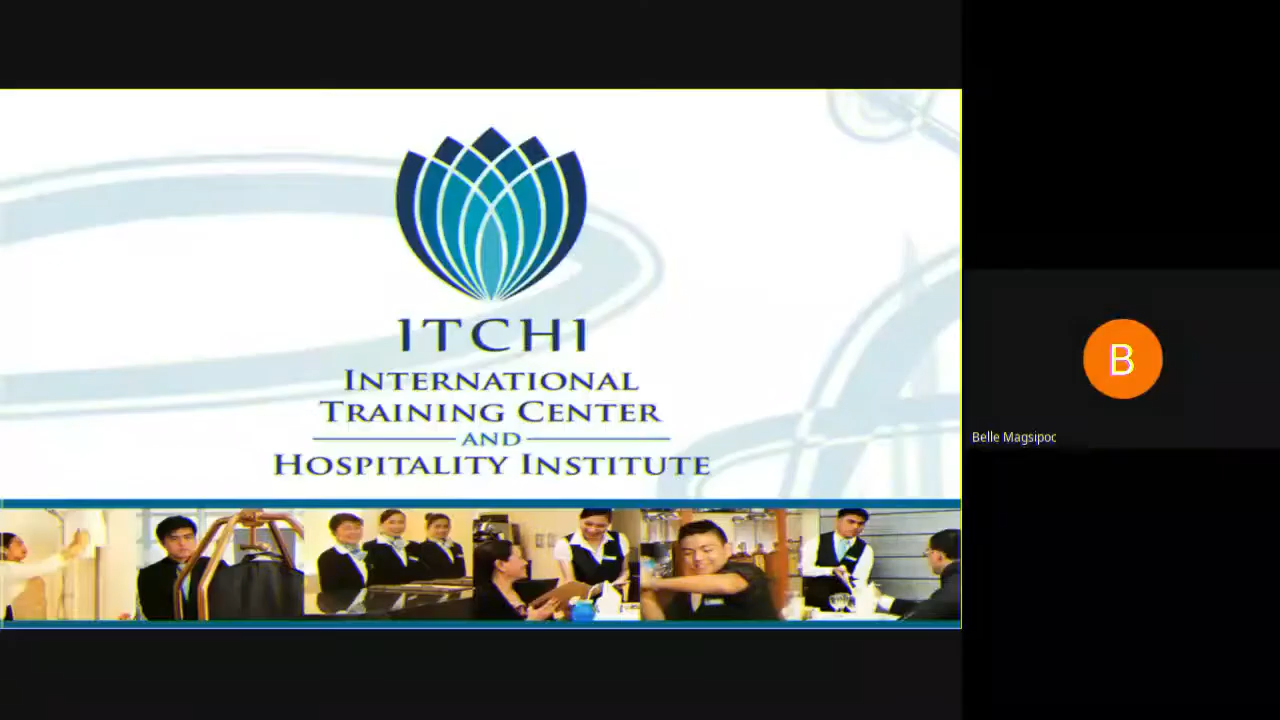 ITCHI
INTERNATIONAL
TRAINING CENTER
AND
HOSPITALITY INSTITUTE
B
Belle Magsipoc